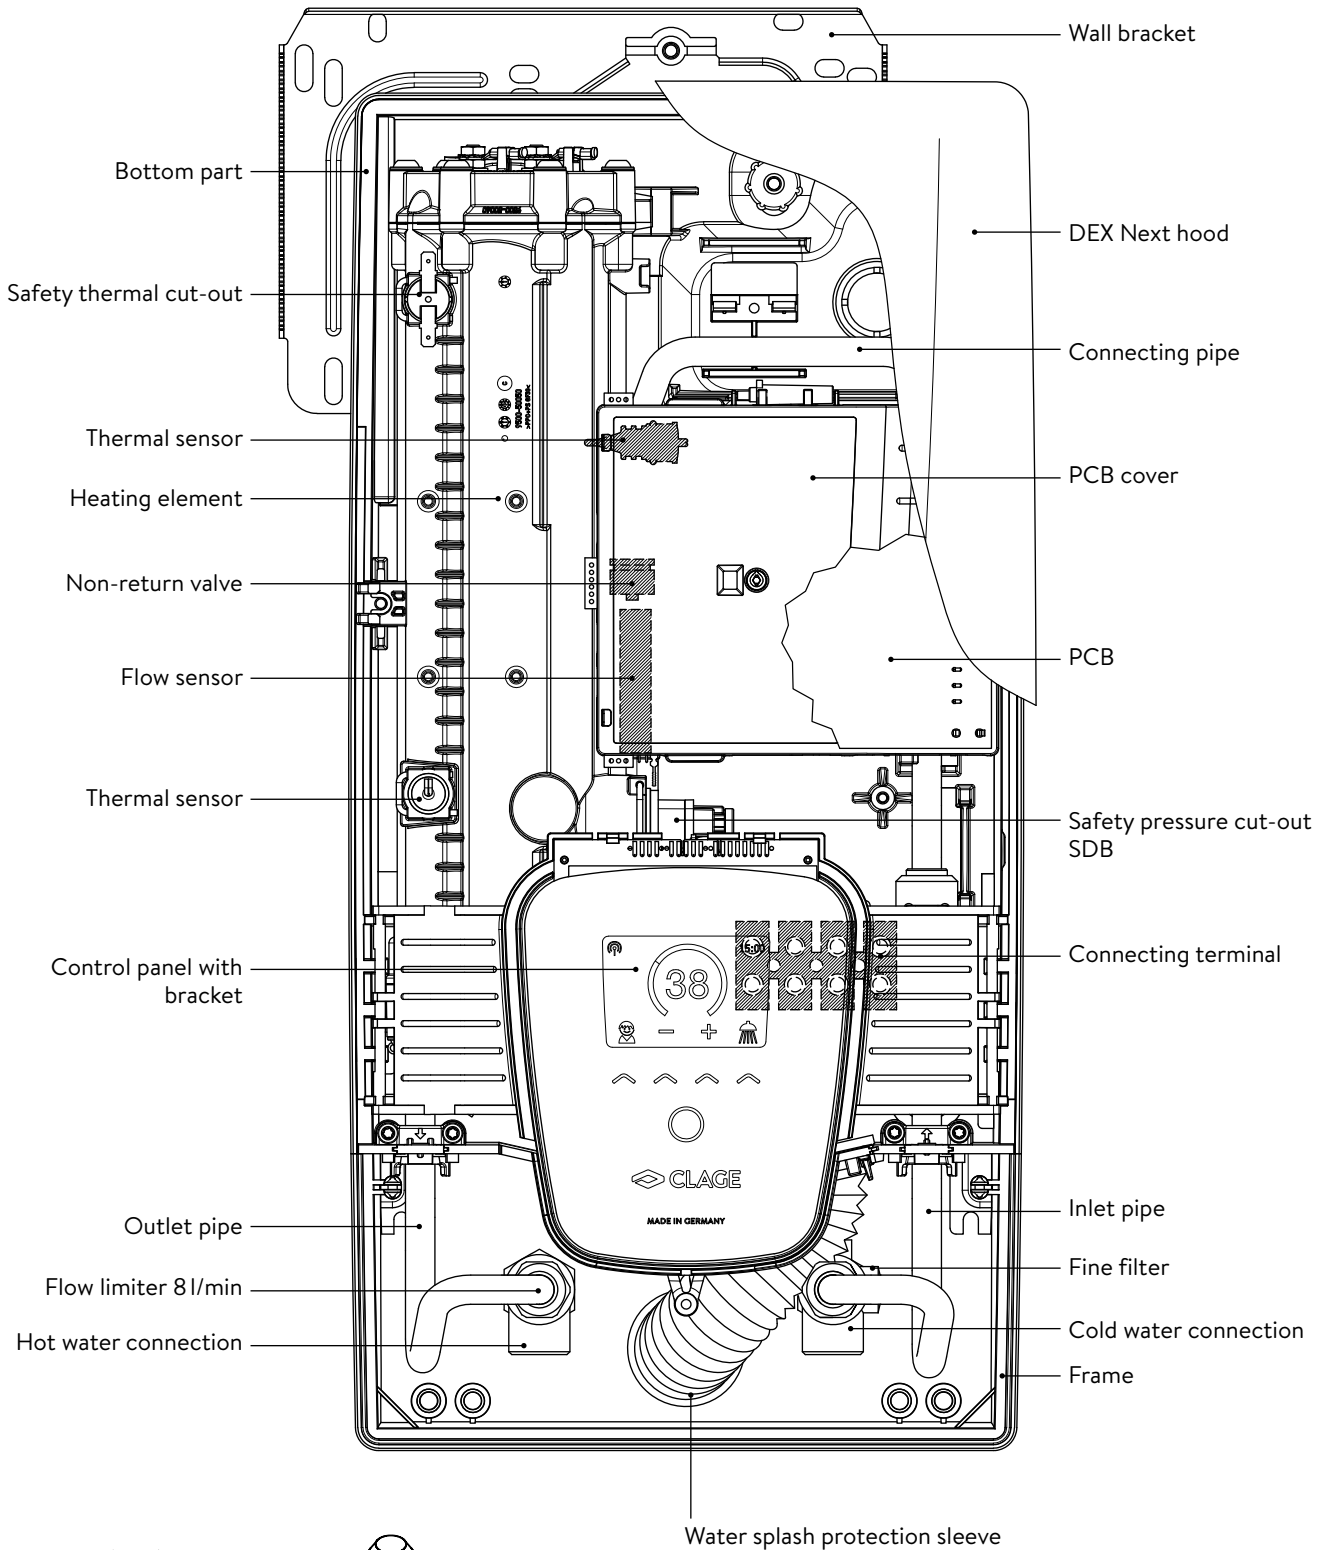 Wall bracket
Bottom part
DEX Next hood
Safety thermal cut-out
Connecting pipe
Thermal sensor
PCB cover
Heating element
Non-return valve
PCB
Flow sensor
Thermal sensor
Safety pressure cut-out
SDB
Connecting terminal
Control panel with
bracket
15:00
38
CLAGE
MADE IN GERMANY
Outlet pipe
Inlet pipe
Flow limiter 8 l/min
Fine filter
Hot water connection
Cold water connection
Frame
Water splash protection sleeve